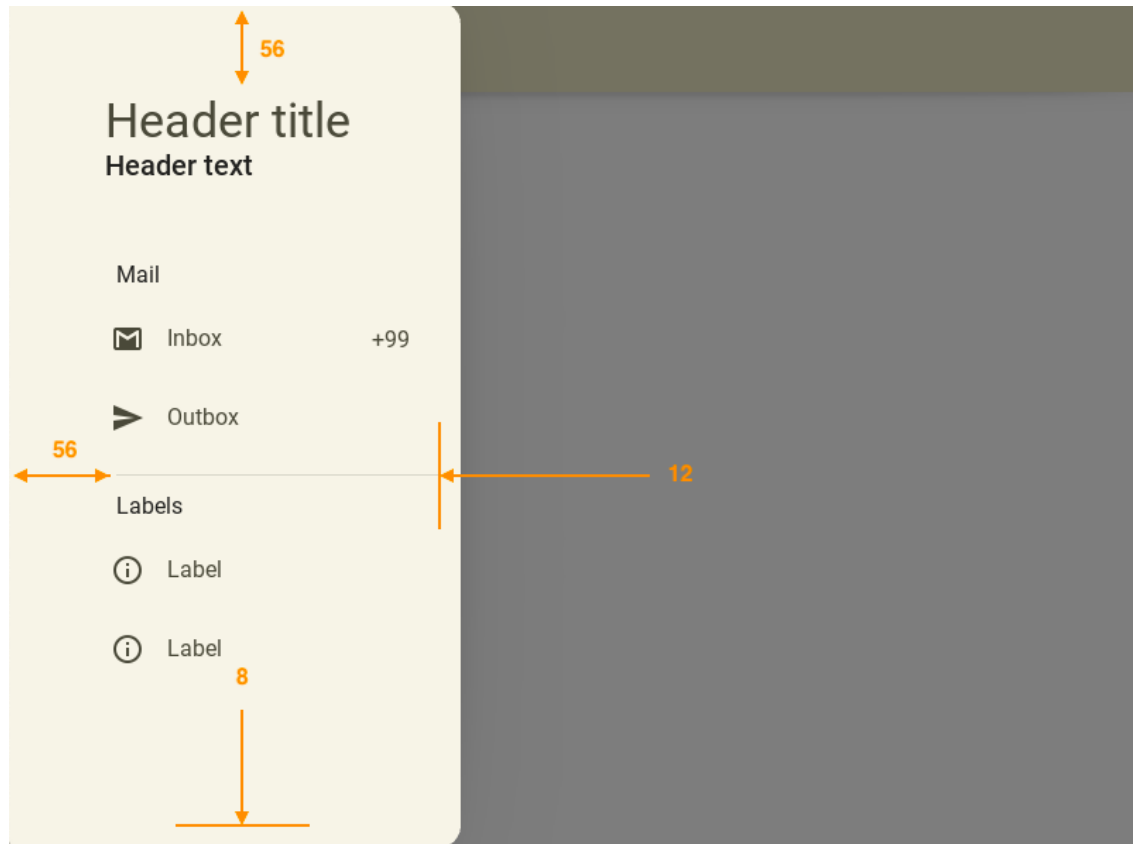 56
Header title
Header text
Mail
Inbox +99
Outbox
56
12
Labels
Label
Label
8